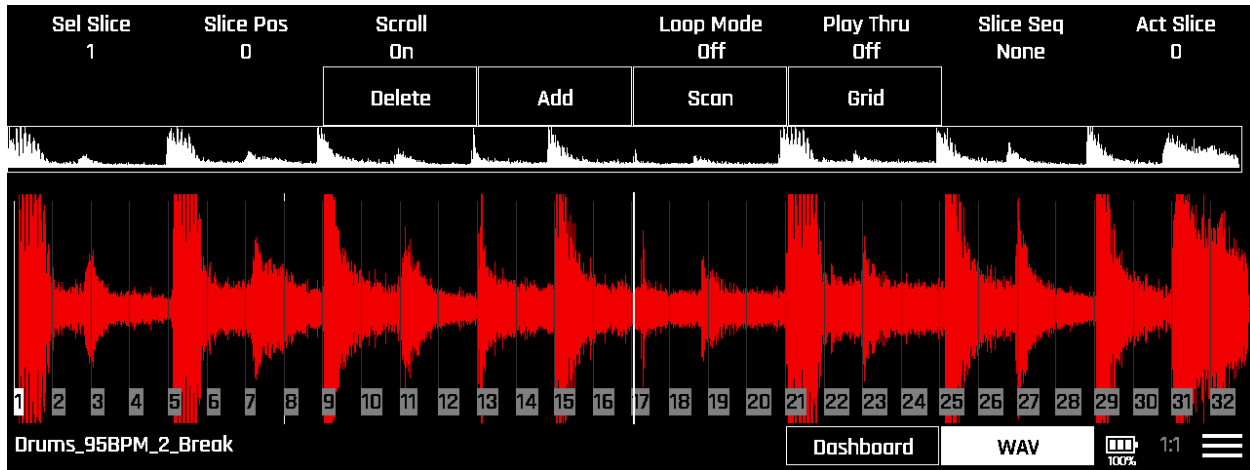 Sel Slice Slice Pos Scroll Loop Mode Play Thru Slice Seq Act Slice
1 0 On Off Off None 0
Delete Add Scan Grid
1 2 3 4 5 6 7 8 9 10 11 12 13 14 15 16 17 18 19 20 21 22 23 24 25 26 27 28 29 30 31 32
Drums_95BPM_2_Break Dashboard WAV 100% 1:1